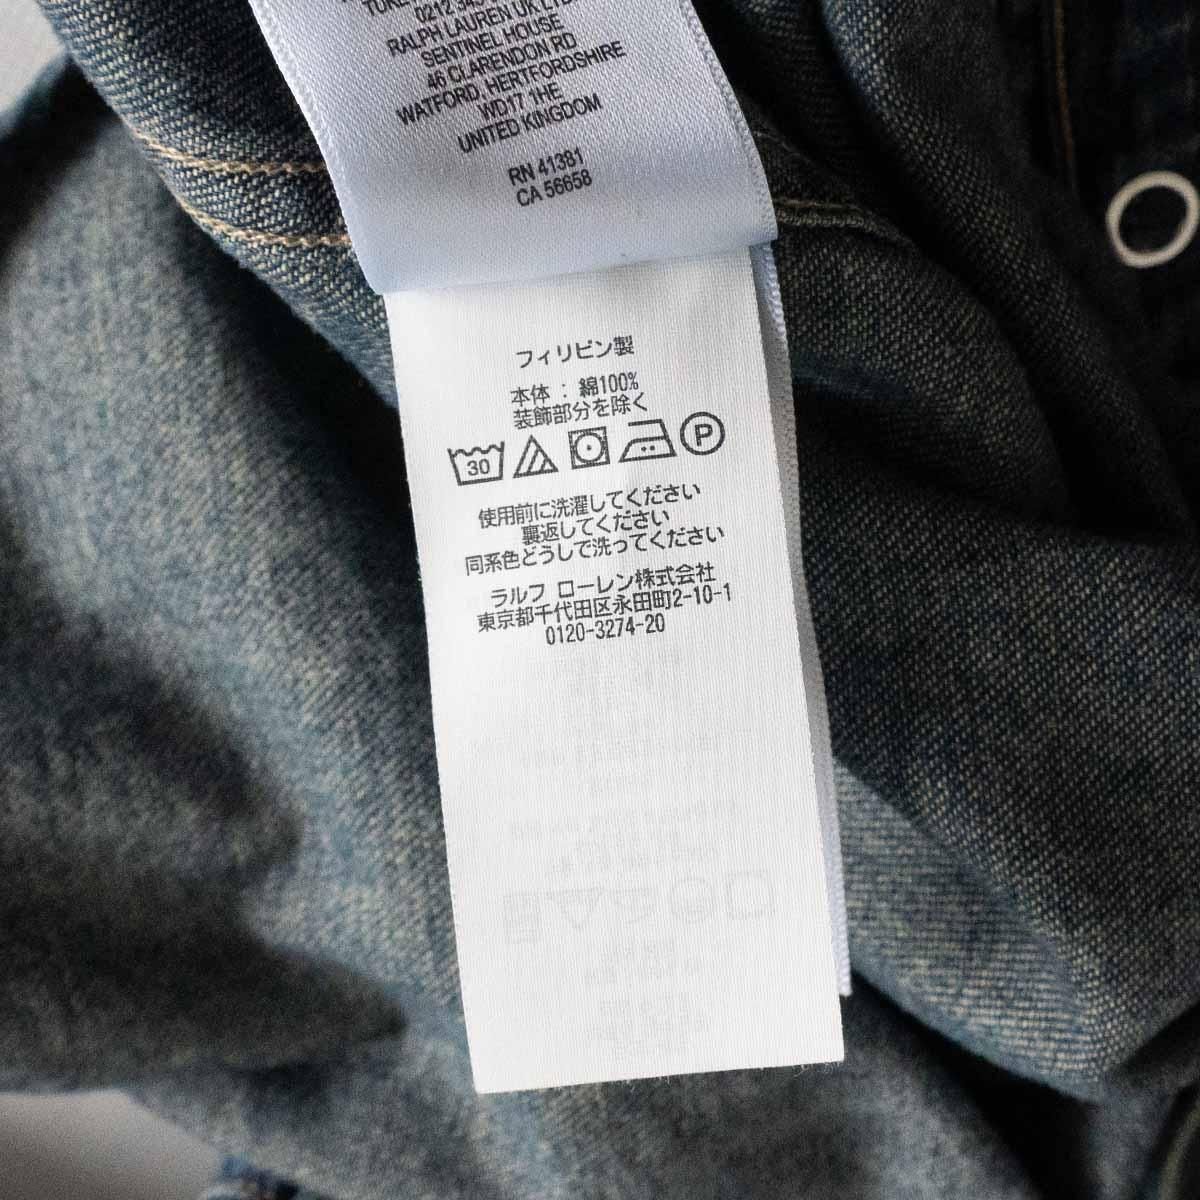 0212 345
RALPH LAUREN UK LTD
SENTINEL HOUSE
46 CLARENDON RD
WATFORD, HERTFORDSHIRE
WD17 1HE
UNITED KINGDOM
RN 41381
CA 56658
フィリピン製
本体 : 綿100%
装飾部分を除く
30 P
使用前に洗濯してください
裏返してください
同系色どうしで洗ってください
ラルフ ローレン株式会社
東京都千代田区永田町2-10-1
0120-3274-20